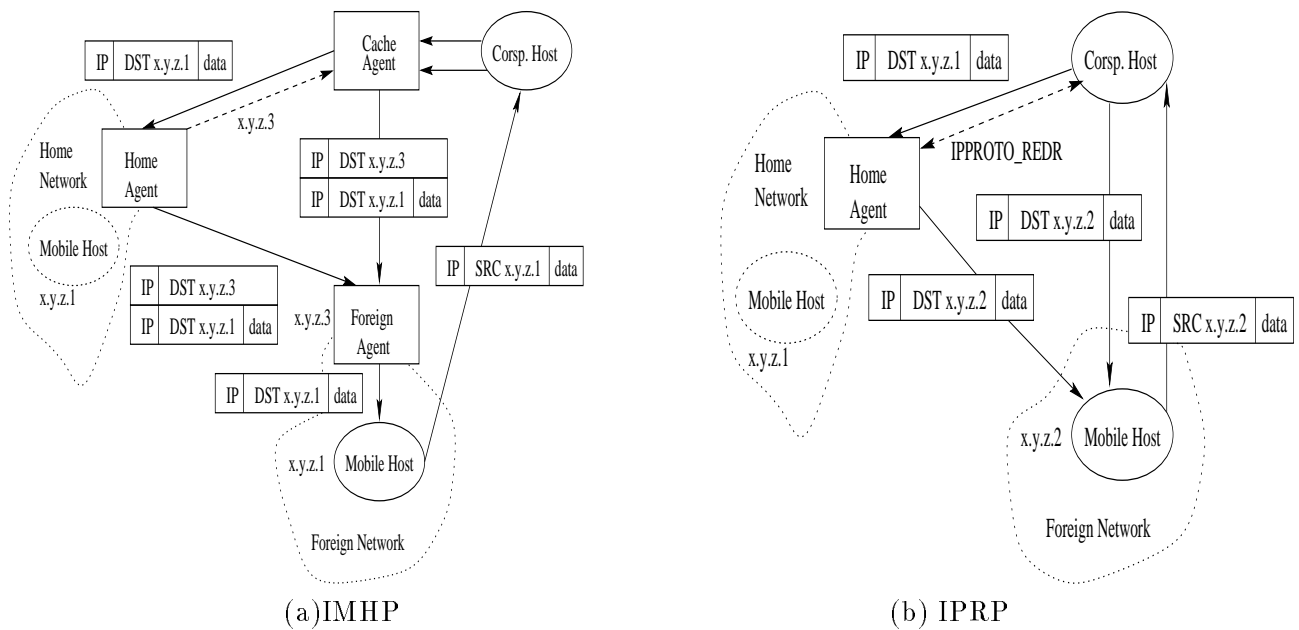 IP DST x.y.z.1 data
Cache
Agent
Corsp. Host
x.y.z.3
Home
Network
Home
Agent
IP DST x.y.z.3
IP DST x.y.z.1 data
Mobile Host
x.y.z.1
IP SRC x.y.z.1 data
IP DST x.y.z.3
IP DST x.y.z.1 data
x.y.z.3
Foreign
Agent
IP DST x.y.z.1 data
x.y.z.1
Mobile Host
Foreign Network
(a)IMHP
IP DST x.y.z.1 data
Corsp. Host
IPPROTO_REDR
Home
Network
Home
Agent
IP DST x.y.z.2 data
Mobile Host
x.y.z.1
IP DST x.y.z.2 data
IP SRC x.y.z.2 data
x.y.z.2
Mobile Host
Foreign Network
(b) IPRP